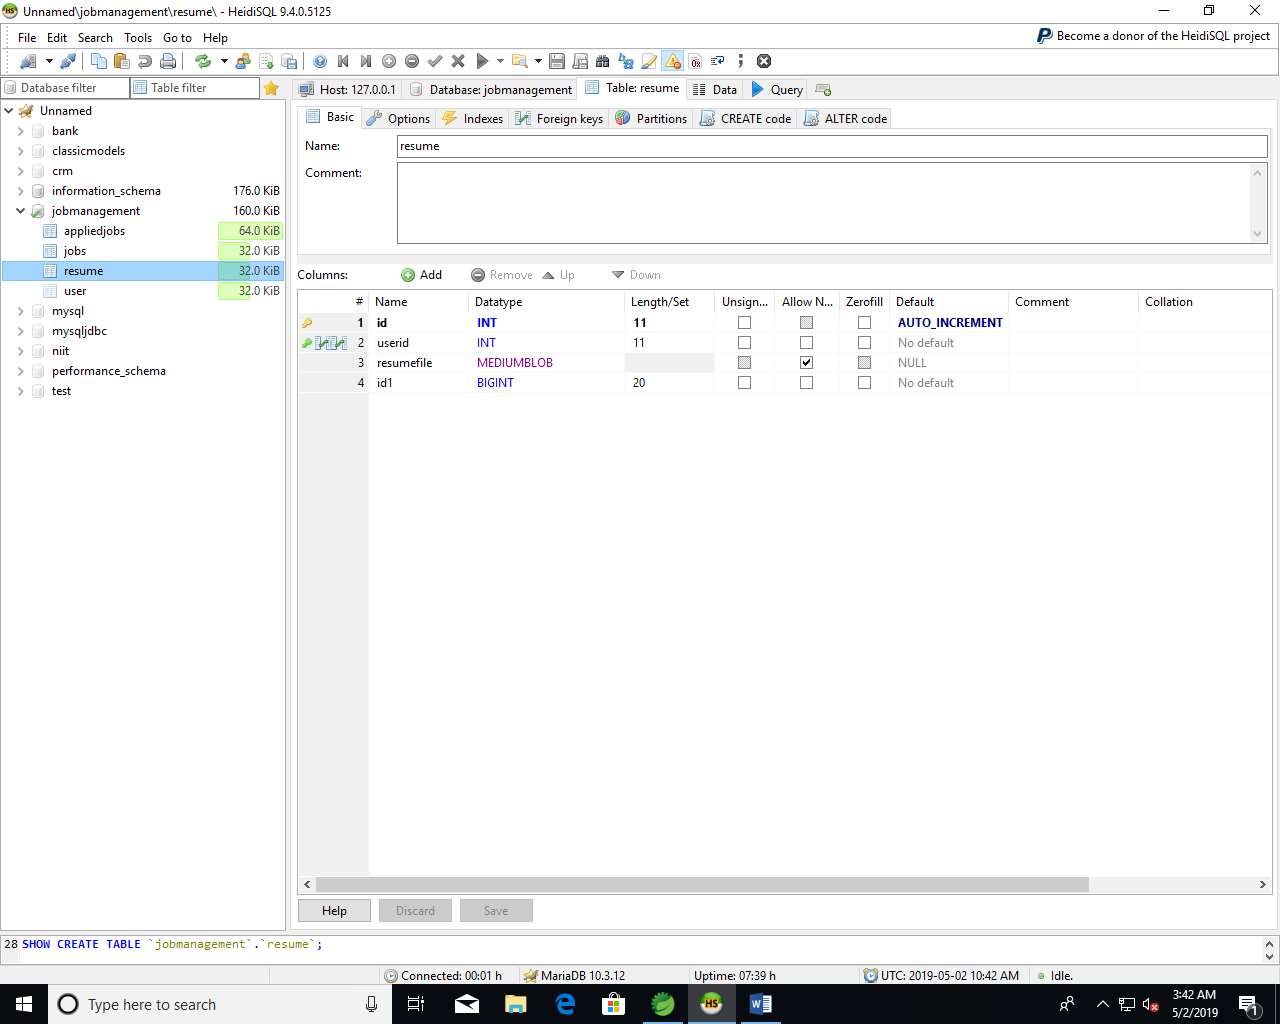 Unnamed\jobmanagement\resume\ - HeidiSQL 9.4.0.5125
File Edit Search Tools Go to Help
Become a donor of the HeidiSQL project
Database filter Table filter
Host: 127.0.0.1 Database: jobmanagement Table: resume Data Query
Unnamed
bank
classicmodels
crm
information_schema 176.0 KiB
jobmanagement 160.0 KiB
appliedjobs 64.0 KiB
jobs 32.0 KiB
resume 32.0 KiB
user 32.0 KiB
mysql
mysqljdbc
niit
performance_schema
test
Basic Options Indexes Foreign keys Partitions CREATE code ALTER code
Name: resume
Comment:
Columns: Add Remove Up Down
# Name Datatype Length/Set Unsign... Allow N... Zerofill Default Comment Collation
1 id INT 11 AUTO_INCREMENT
2 userid INT 11 No default
3 resumefile MEDIUMBLOB NULL
4 id1 BIGINT 20 No default
Help Discard Save
28 SHOW CREATE TABLE `jobmanagement`.`resume`;
Connected: 00:01 h MariaDB 10.3.12 Uptime: 07:39 h UTC: 2019-05-02 10:42 AM Idle.
Type here to search
3:42 AM
5/2/2019
1